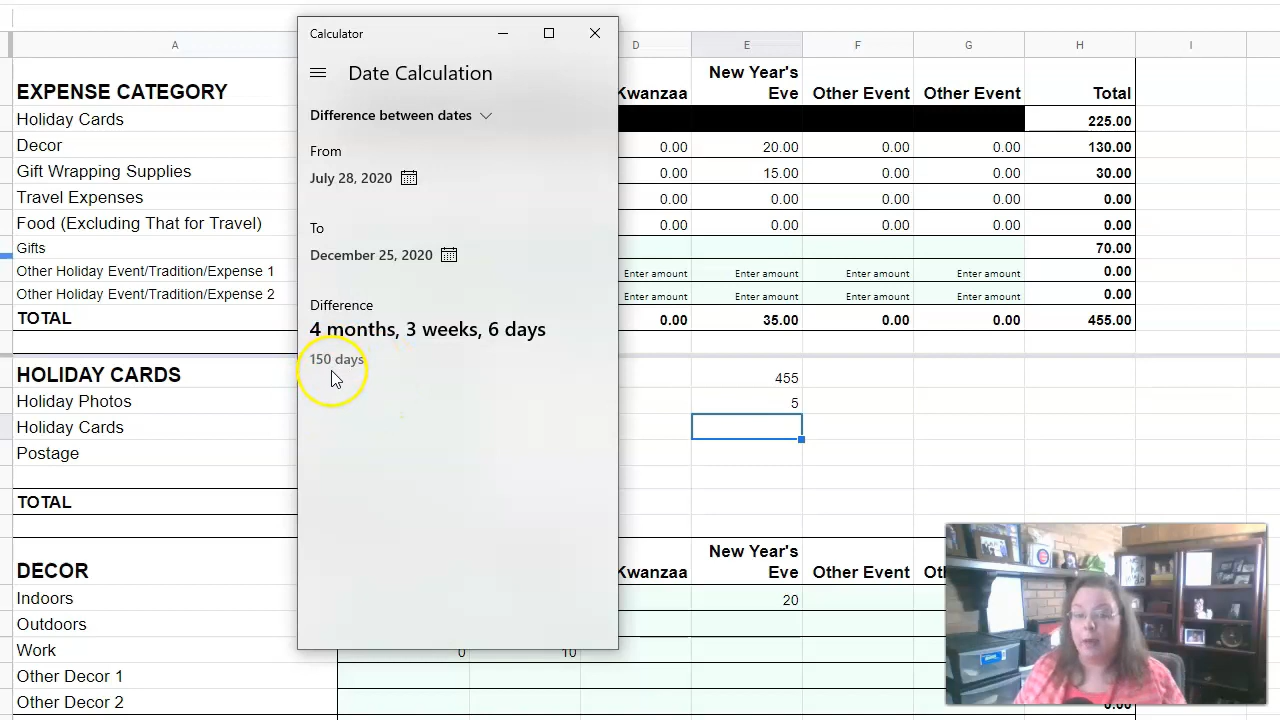 Calculator
Date Calculation
Difference between dates
From
July 28, 2020
To
December 25, 2020
Difference
4 months, 3 weeks, 6 days
150 days
A D E F G H I
EXPENSE CATEGORY Kwanzaa New Year's Eve Other Event Other Event Total
Holiday Cards 225.00
Decor 0.00 20.00 0.00 0.00 130.00
Gift Wrapping Supplies 0.00 15.00 0.00 0.00 30.00
Travel Expenses 0.00 0.00 0.00 0.00 0.00
Food (Excluding That for Travel) 0.00 0.00 0.00 0.00 0.00
Gifts 70.00
Other Holiday Event/Tradition/Expense 1 Enter amount Enter amount Enter amount Enter amount 0.00
Other Holiday Event/Tradition/Expense 2 Enter amount Enter amount Enter amount Enter amount 0.00
TOTAL 0.00 35.00 0.00 0.00 455.00
HOLIDAY CARDS 455
Holiday Photos 5
Holiday Cards
Postage
TOTAL
DECOR Kwanzaa New Year's Eve Other Event
Indoors 20
Outdoors
Work 0 10
Other Decor 1
Other Decor 2 0.00